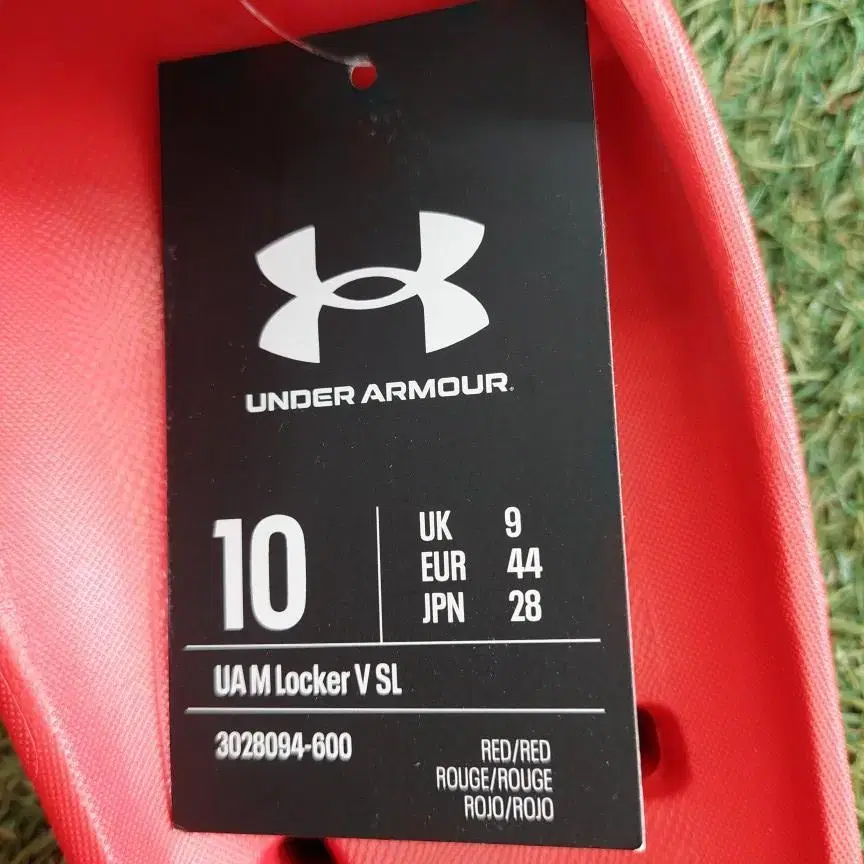 UNDER ARMOUR.
10
UK 9
EUR 44
JPN 28
UA M Locker V SL
3028094-600
RED/RED
ROUGE/ROUGE
ROJO/ROJO